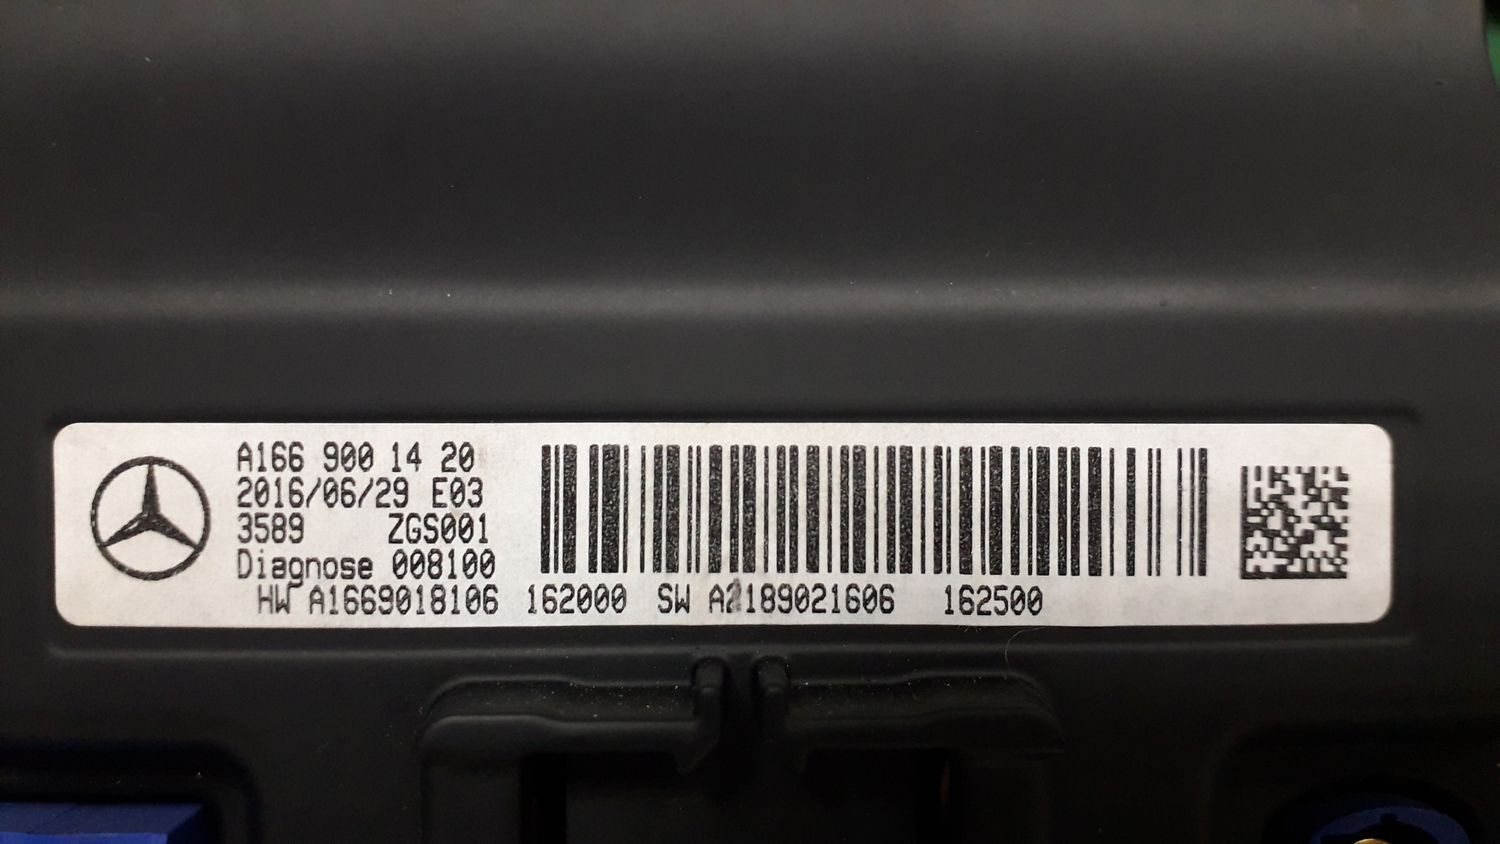 A166 900 14 20
2016/06/29 E03
3589 ZGS001
Diagnose 008100
HW A1669018106 162000 SW A2189021606 162500